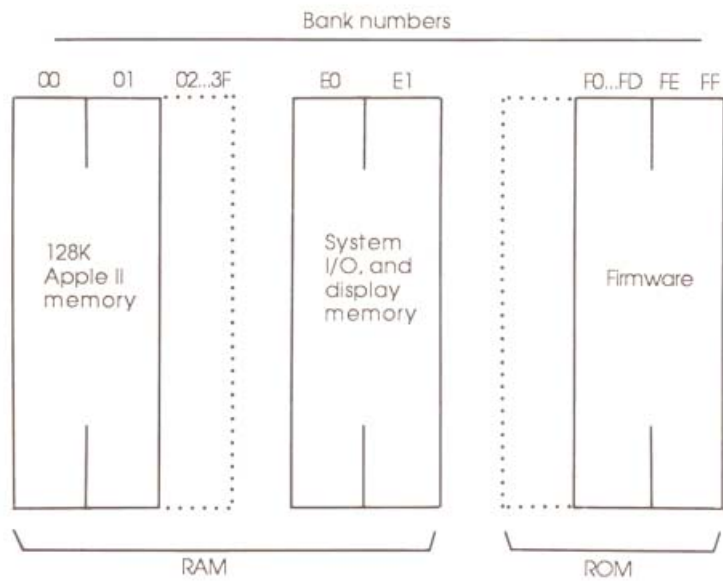 Bank numbers
00 01 02...3F E0 E1 F0...FD FE FF
128K
Apple II
memory
System
I/O, and
display
memory
Firmware
RAM ROM